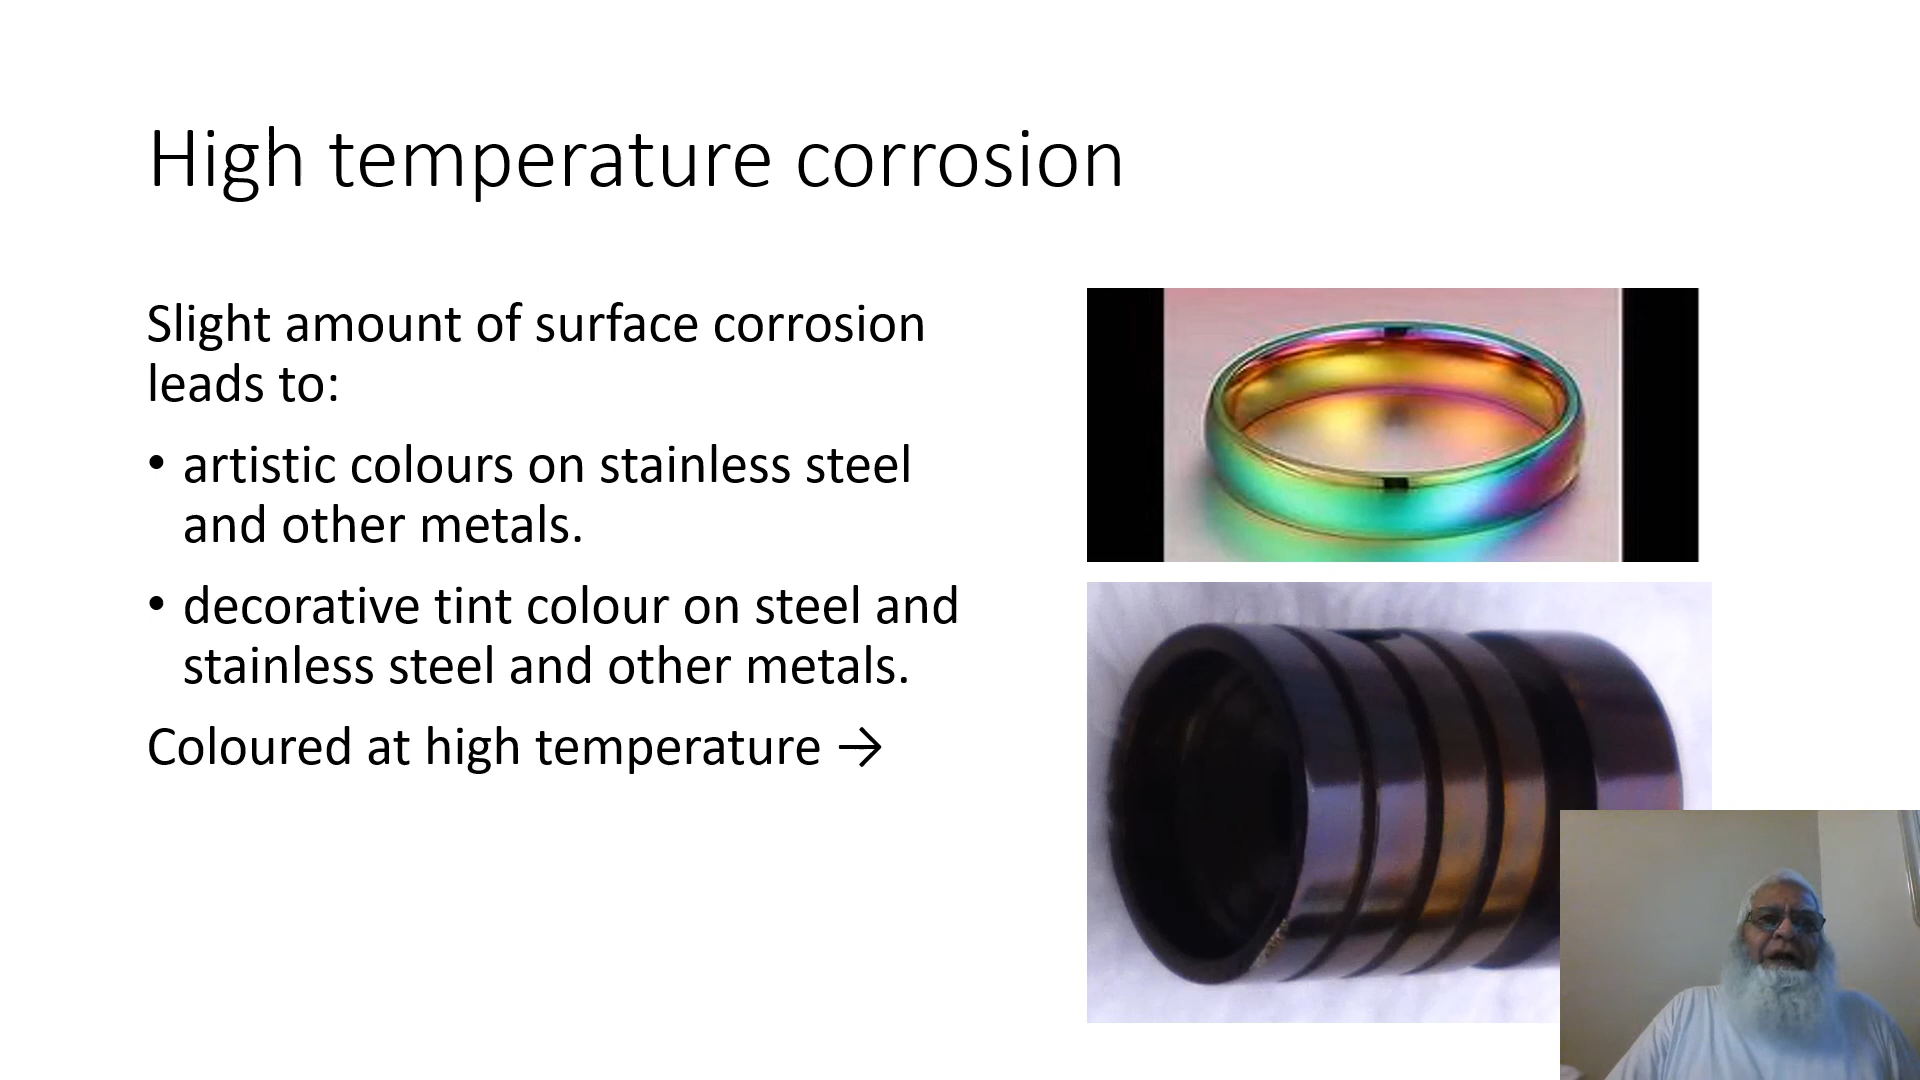 High temperature corrosion
Slight amount of surface corrosion
leads to:
• artistic colours on stainless steel
and other metals.
• decorative tint colour on steel and
stainless steel and other metals.
Coloured at high temperature →